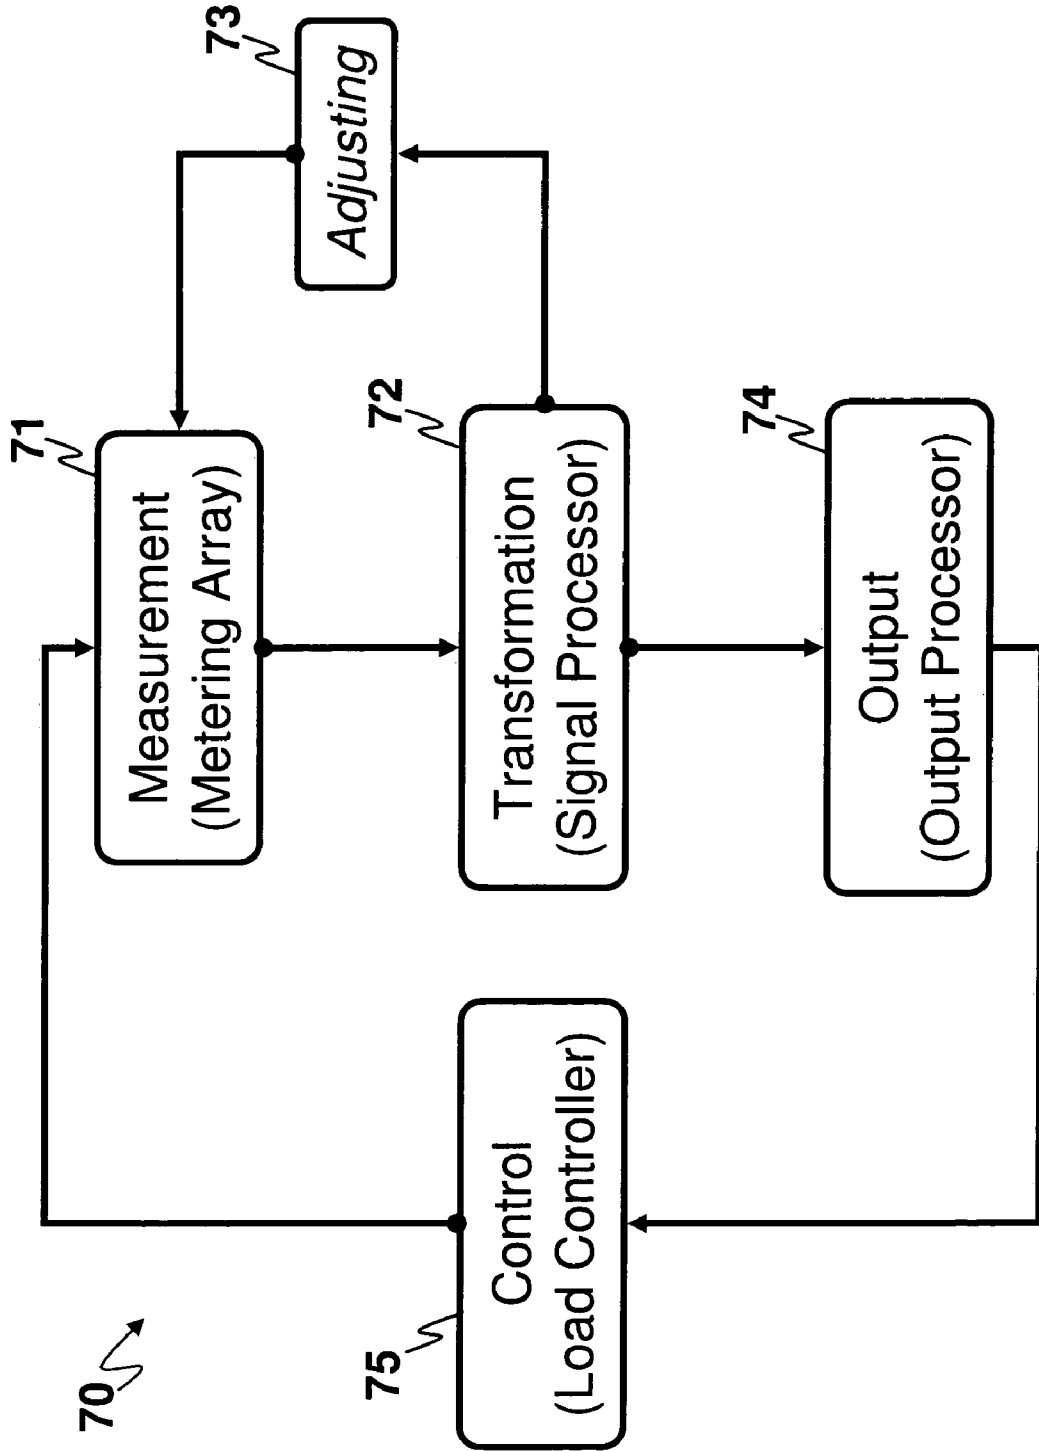 70
71
Measurement
(Metering Array)
72
Transformation
(Signal Processor)
73
Adjusting
74
Output
(Output Processor)
75
Control
(Load Controller)